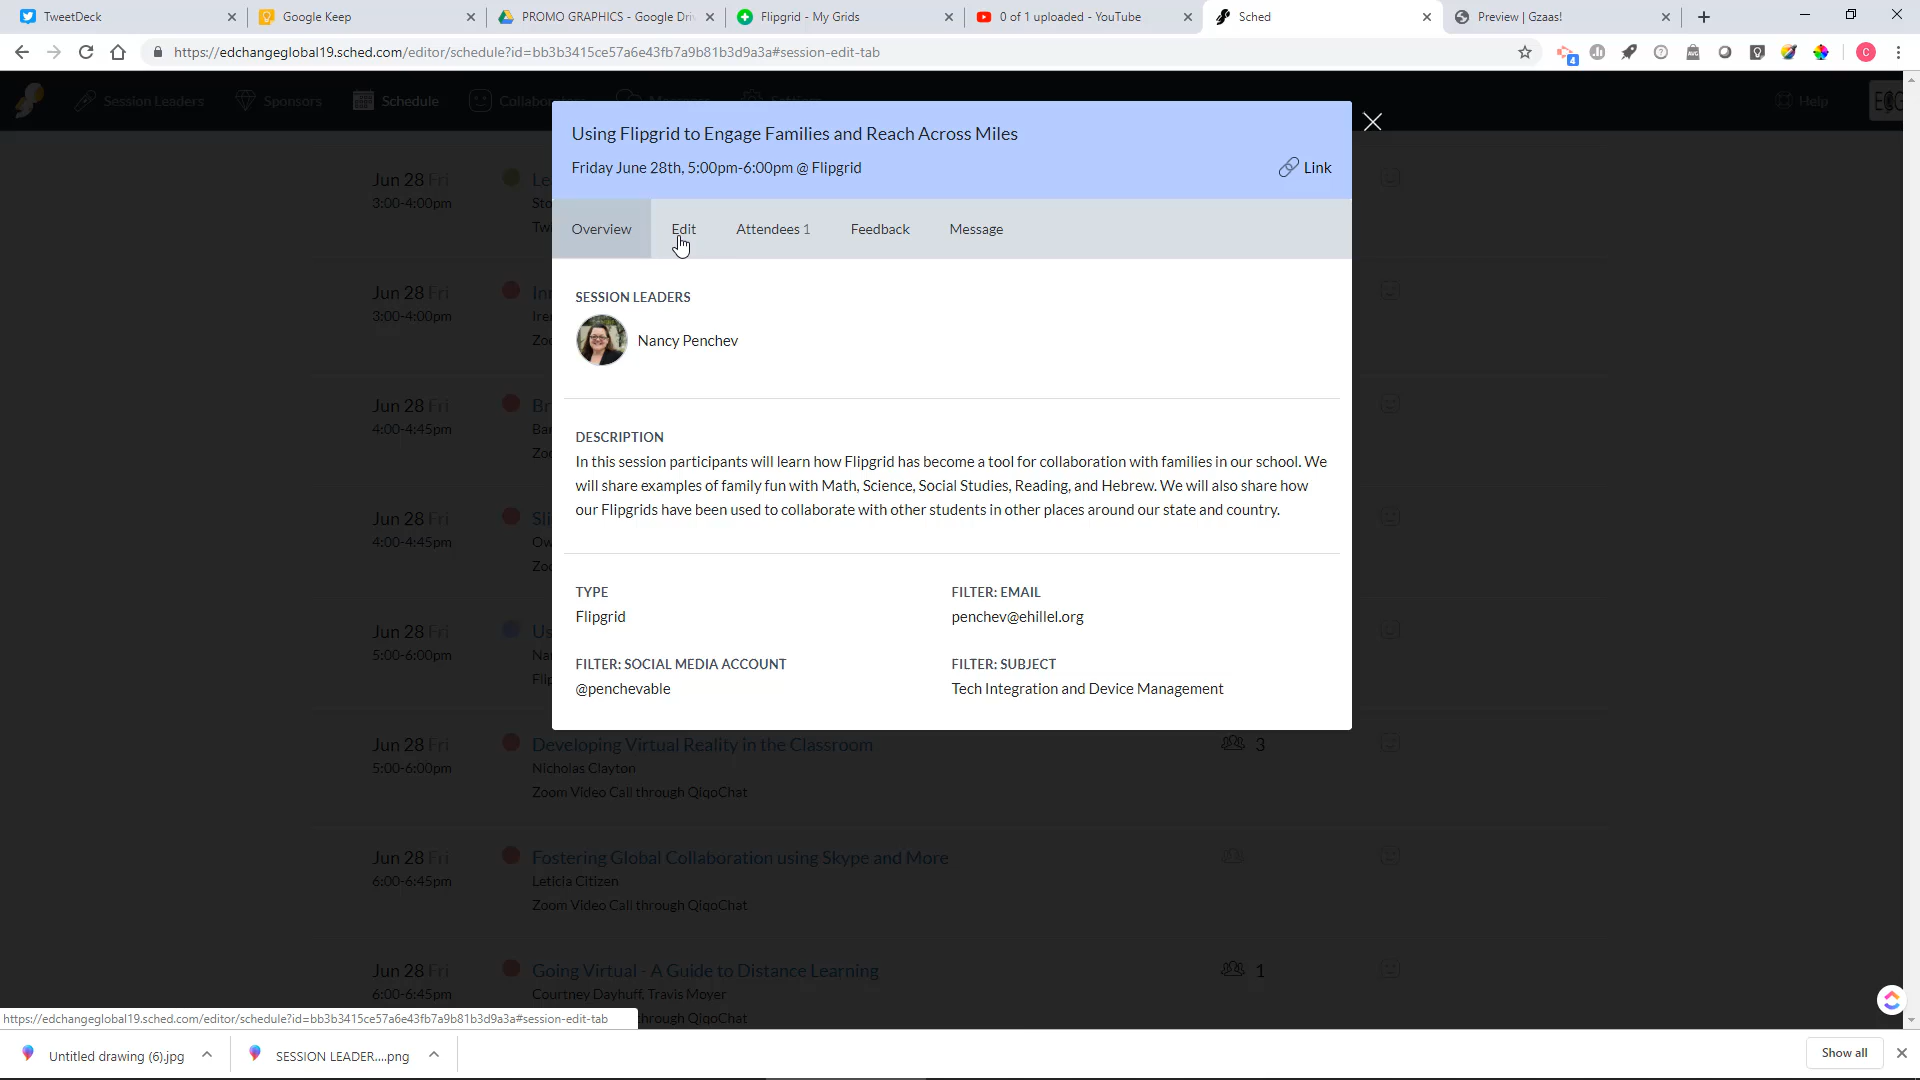 TweetDeck
Google Keep
PROMO GRAPHICS - Google Dri
Flipgrid - My Grids
0 of 1 uploaded - YouTube
Sched
Preview | Gzaas!
https://edchangeglobal19.sched.com/editor/schedule?id=bb3b3415ce57a6e43fb7a9b81b3d9a3a#session-edit-tab
4
C
Session Leaders
Sponsors
Schedule
Help
Using Flipgrid to Engage Families and Reach Across Miles
Friday June 28th, 5:00pm-6:00pm @ Flipgrid
Link
Overview
Edit
Attendees 1
Feedback
Message
SESSION LEADERS
Nancy Penchev
DESCRIPTION
In this session participants will learn how Flipgrid has become a tool for collaboration with families in our school. We
will share examples of family fun with Math, Science, Social Studies, Reading, and Hebrew. We will also share how
our Flipgrids have been used to collaborate with other students in other places around our state and country.
TYPE
Flipgrid
FILTER: EMAIL
penchev@ehillel.org
FILTER: SOCIAL MEDIA ACCOUNT
@penchevable
FILTER: SUBJECT
Tech Integration and Device Management
Jun 28 Fri
3:00-4:00pm
Jun 28 Fri
3:00-4:00pm
Jun 28 Fri
4:00-4:45pm
Jun 28 Fri
4:00-4:45pm
Jun 28 Fri
5:00-6:00pm
Jun 28 Fri
5:00-6:00pm
Developing Virtual Reality in the Classroom
Nicholas Clayton
Zoom Video Call through QiqoChat
3
Jun 28 Fri
6:00-6:45pm
Fostering Global Collaboration using Skype and More
Leticia Citizen
Zoom Video Call through QiqoChat
Jun 28 Fri
6:00-6:45pm
Going Virtual - A Guide to Distance Learning
Courtney Dayhuff, Travis Moyer
through QiqoChat
1
https://edchangeglobal19.sched.com/editor/schedule?id=bb3b3415ce57a6e43fb7a9b81b3d9a3a#session-edit-tab
Untitled drawing (6).jpg
SESSION LEADER....png
Show all